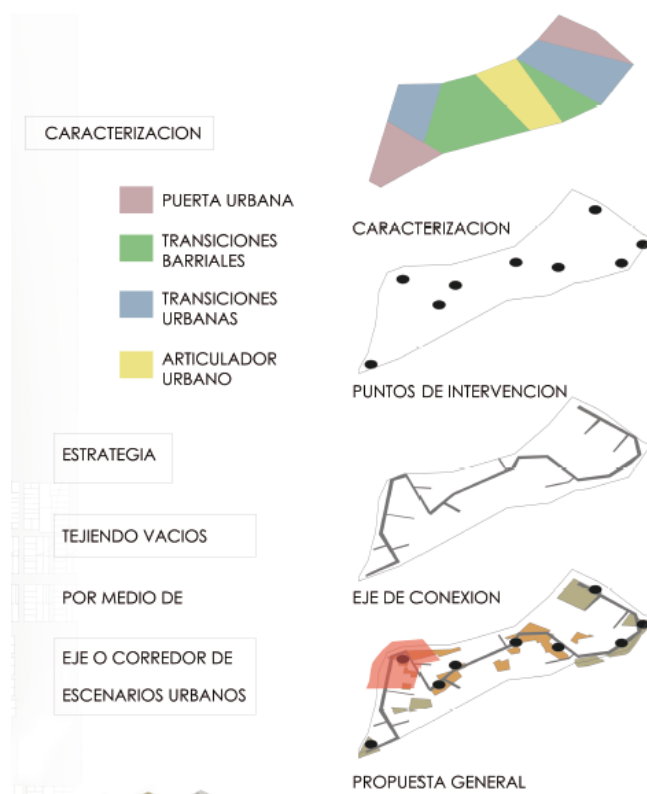 CARACTERIZACION
PUERTA URBANA
TRANSICIONES
BARRIALES
TRANSICIONES
URBANAS
ARTICULADOR
URBANO
ESTRATEGIA
TEJIENDO VACIOS
POR MEDIO DE
EJE O CORREDOR DE
ESCENARIOS URBANOS
CARACTERIZACION
PUNTOS DE INTERVENCION
EJE DE CONEXION
PROPUESTA GENERAL